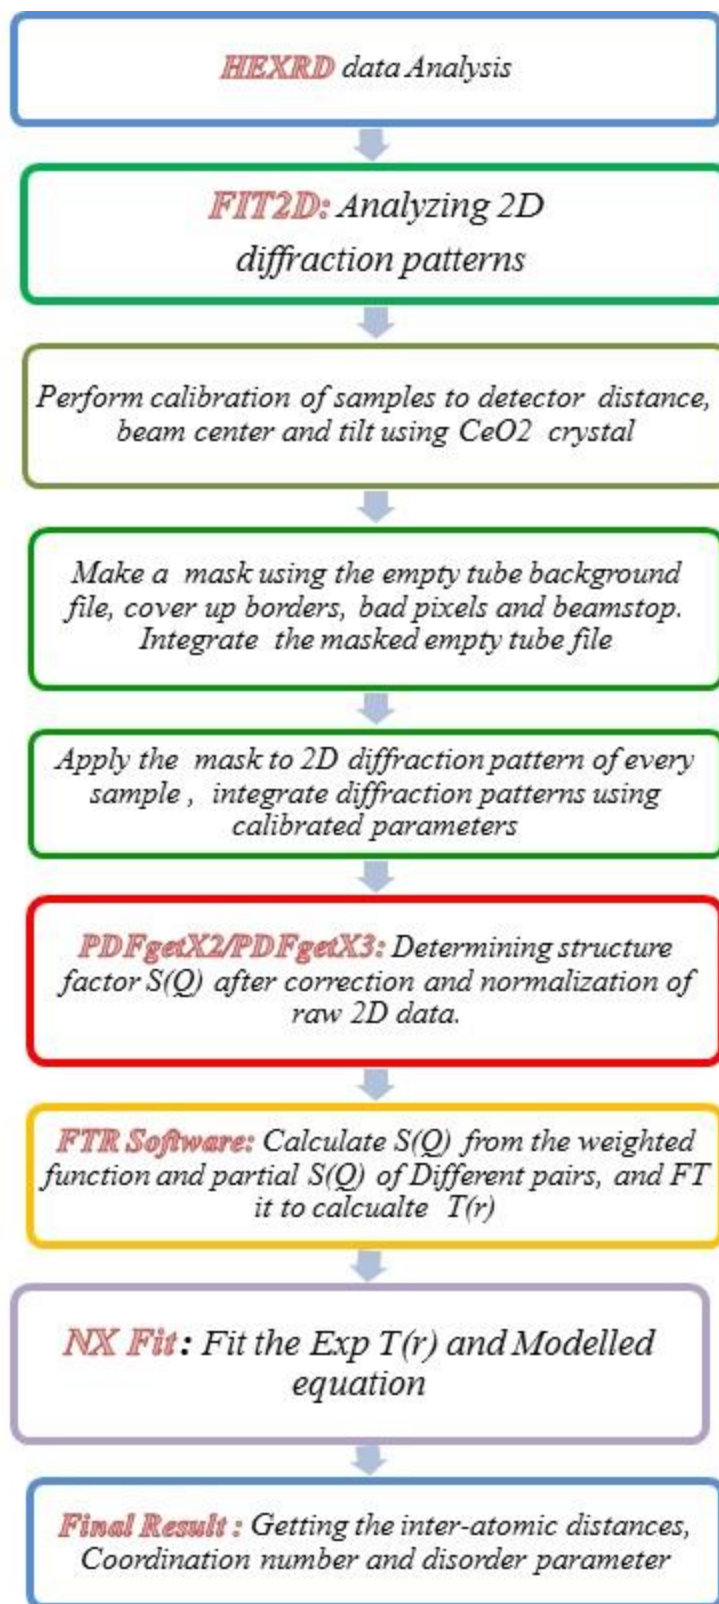 HEXRD data Analysis
FIT2D: Analyzing 2D
diffraction patterns
Perform calibration of samples to detector distance,
beam center and tilt using CeO2 crystal
Make a mask using the empty tube background
file, cover up borders, bad pixels and beamstop.
Integrate the masked empty tube file
Apply the mask to 2D diffraction pattern of every
sample , integrate diffraction patterns using
calibrated parameters
PDFgetX2/PDFgetX3: Determining structure
factor S(Q) after correction and normalization of
raw 2D data.
FTR Software: Calculate S(Q) from the weighted
function and partial S(Q) of Different pairs, and FT
it to calcualte T(r)
NX Fit: Fit the Exp T(r) and Modelled
equation
Final Result : Getting the inter-atomic distances,
Coordination number and disorder parameter